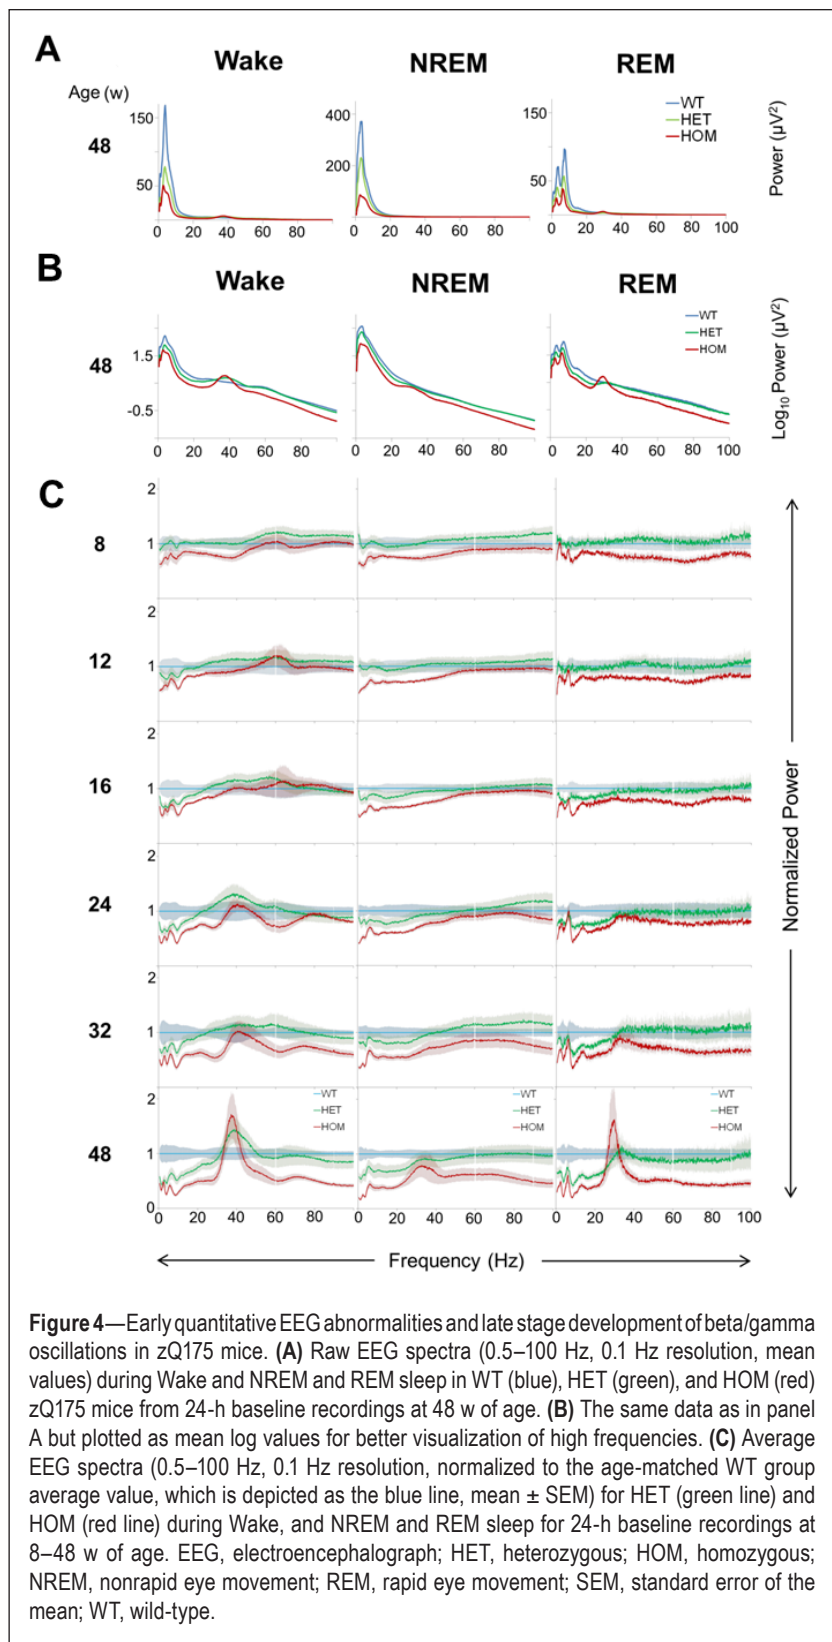 A
Wake
NREM
REM
Age (w)
48
150
50
0 20 40 60 80
400
200
0 20 40 60 80
150
50
0 20 40 60 80 100
WT
HET
HOM
Power (µV²)
B
Wake
NREM
REM
48
1.5
-0.5
0 20 40 60 80
0 20 40 60 80
0 20 40 60 80 100
WT
HET
HOM
Log₁₀ Power (µV²)
C
8
2
1
12
2
1
16
2
1
24
2
1
32
2
1
48
2
1
0
WT
HET
HOM
WT
HET
HOM
WT
HET
HOM
0 20 40 60 80
0 20 40 60 80
0 20 40 60 80 100
Normalized Power
Frequency (Hz)
Figure 4—Early quantitative EEG abnormalities and late stage development of beta/gamma
oscillations in zQ175 mice. (A) Raw EEG spectra (0.5–100 Hz, 0.1 Hz resolution, mean
values) during Wake and NREM and REM sleep in WT (blue), HET (green), and HOM (red)
zQ175 mice from 24-h baseline recordings at 48 w of age. (B) The same data as in panel
A but plotted as mean log values for better visualization of high frequencies. (C) Average
EEG spectra (0.5–100 Hz, 0.1 Hz resolution, normalized to the age-matched WT group
average value, which is depicted as the blue line, mean ± SEM) for HET (green line) and
HOM (red line) during Wake, and NREM and REM sleep for 24-h baseline recordings at
8–48 w of age. EEG, electroencephalograph; HET, heterozygous; HOM, homozygous;
NREM, nonrapid eye movement; REM, rapid eye movement; SEM, standard error of the
mean; WT, wild-type.